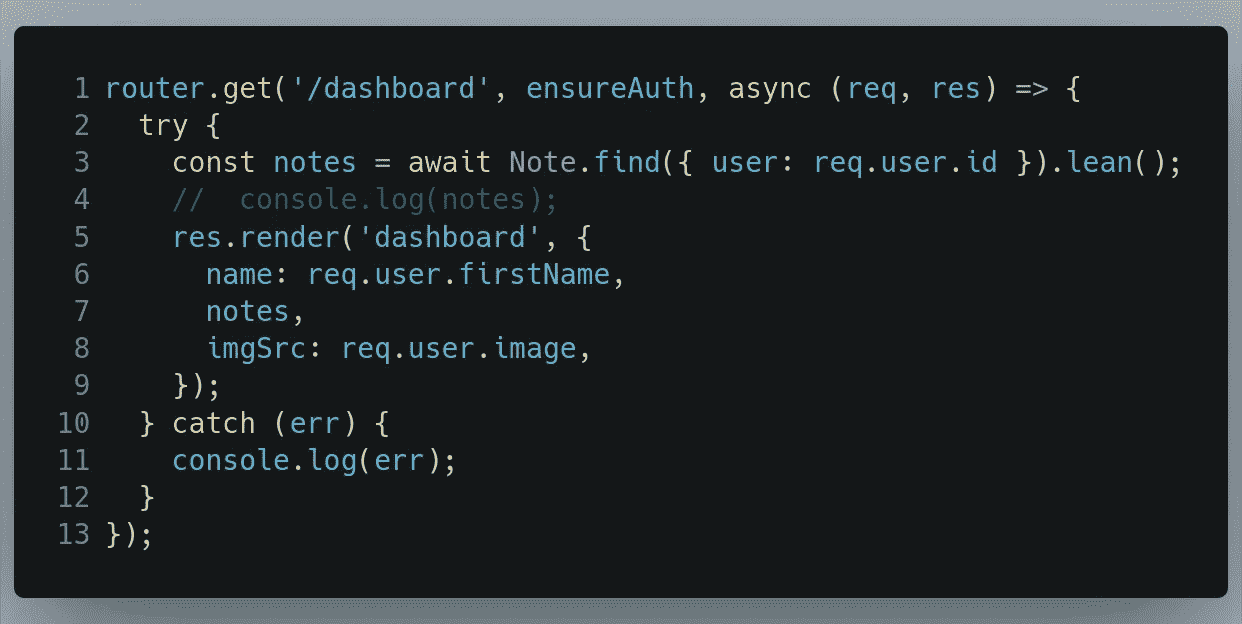 1 router.get('/dashboard', ensureAuth, async (req, res) => {
2   try {
3     const notes = await Note.find({ user: req.user.id }).lean();
4     //  console.log(notes);
5     res.render('dashboard', {
6       name: req.user.firstName,
7       notes,
8       imgSrc: req.user.image,
9     });
10   } catch (err) {
11     console.log(err);
12   }
13 });